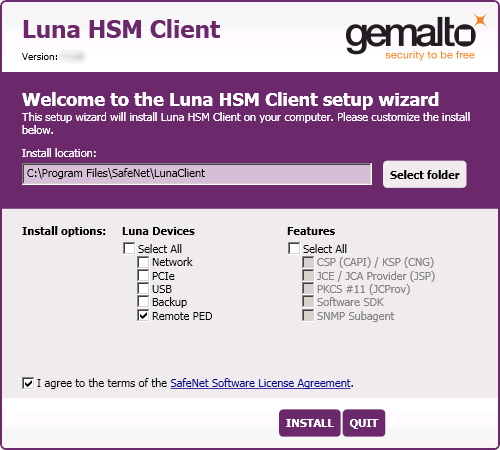 Luna HSM Client
gemalto
security to be free
Version:
Welcome to the Luna HSM Client setup wizard
This setup wizard will install Luna HSM Client on your computer. Please customize the install
below.
Install location:
C:\Program Files\SafeNet\LunaClient
Select folder
Install options:
Luna Devices
Select All
Network
PCIe
USB
Backup
Remote PED
Features
Select All
CSP (CAPI) / KSP (CNG)
JCE / JCA Provider (JSP)
PKCS #11 (JCProv)
Software SDK
SNMP Subagent
I agree to the terms of the SafeNet Software License Agreement.
INSTALL
QUIT